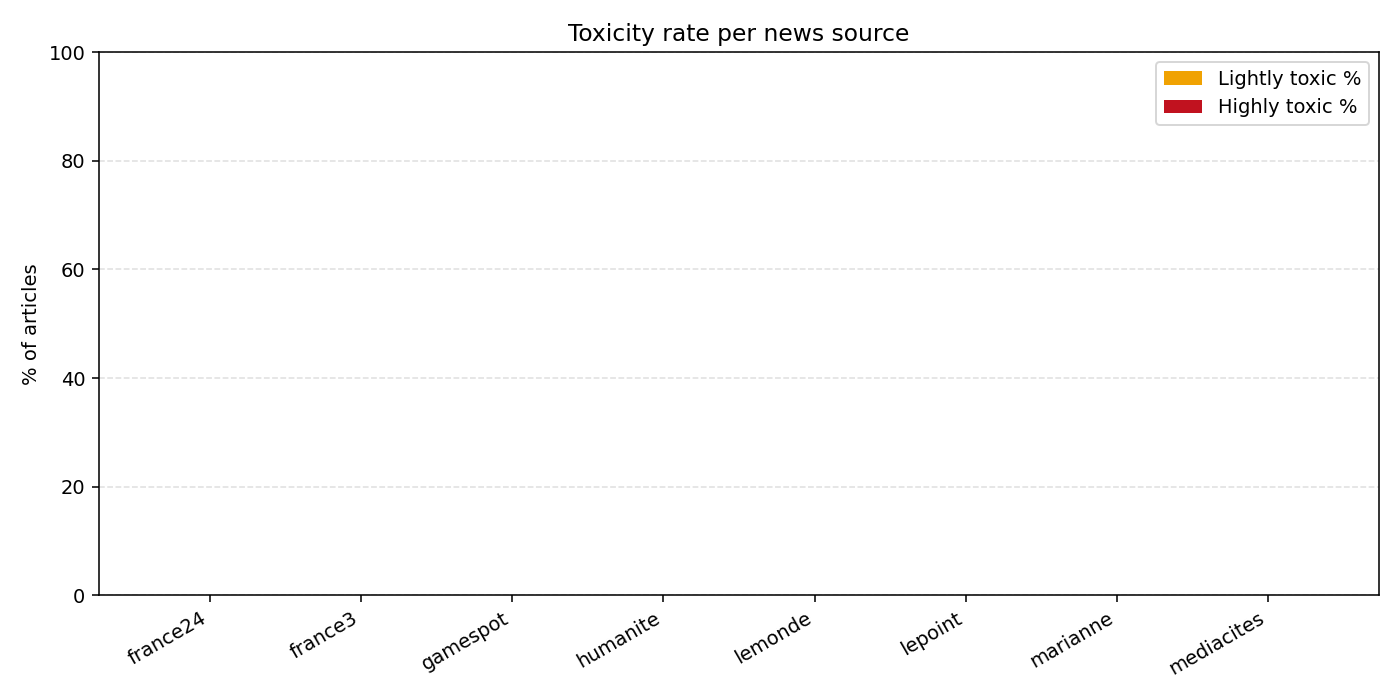 Toxicity rate per news source
Lightly toxic %
Highly toxic %
% of articles
100
80
60
40
20
0
france24
france3
gamespot
humanite
lemonde
lepoint
marianne
mediacites